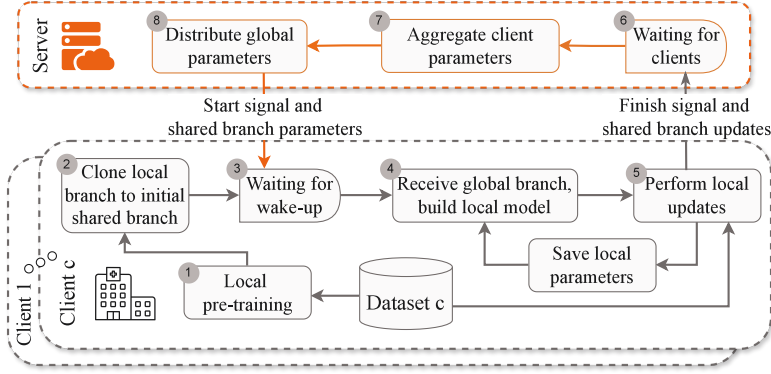 Server
8
Distribute global
parameters
7
Aggregate client
parameters
6
Waiting for
clients
Start signal and
shared branch parameters
Finish signal and
shared branch updates
Client 1
Client c
2
Clone local
branch to initial
shared branch
3
Waiting for
wake-up
4
Receive global branch,
build local model
5
Perform local
updates
1
Local
pre-training
Dataset c
Save local
parameters